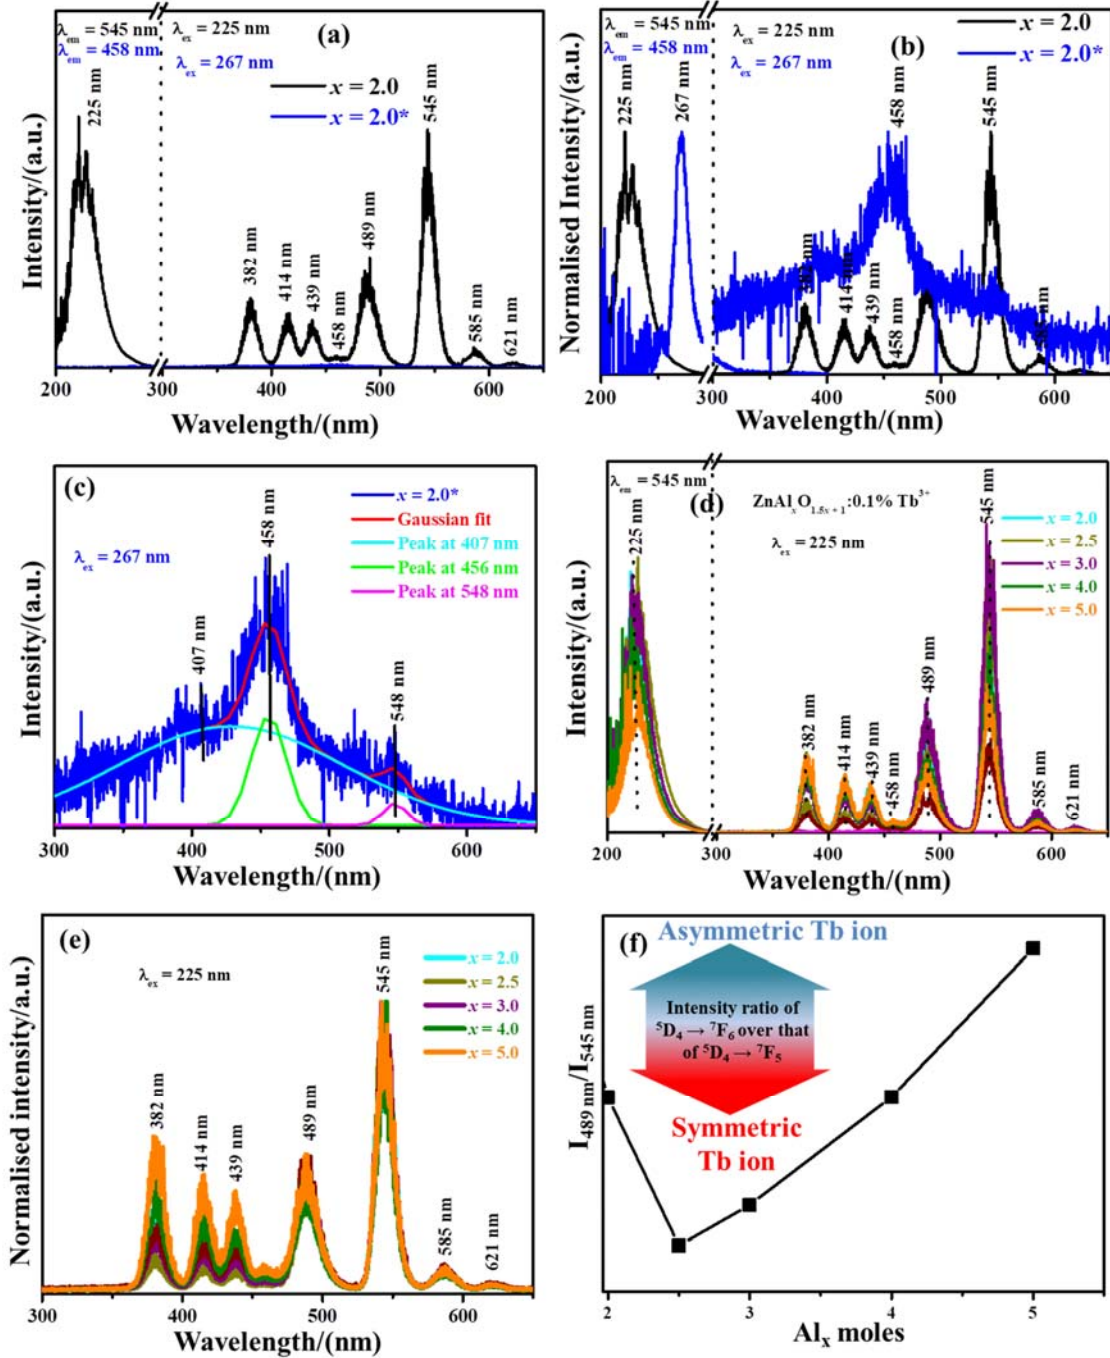 λem = 545 nm
λem = 458 nm
λex = 225 nm
λex = 267 nm
(a)
x = 2.0
x = 2.0*
225 nm
382 nm
414 nm
439 nm
458 nm
489 nm
545 nm
585 nm
621 nm
Intensity/(a.u.)
200
300
400
500
600
Wavelength/(nm)
λem = 545 nm
λem = 458 nm
λex = 225 nm
λex = 267 nm
(b)
x = 2.0
x = 2.0*
225 nm
267 nm
458 nm
545 nm
382 nm
414 nm
439 nm
458 nm
585 nm
Normalised Intensity/(a.u.)
200
300
400
500
600
Wavelength/(nm)
(c)
λex = 267 nm
x = 2.0*
Gaussian fit
Peak at 407 nm
Peak at 456 nm
Peak at 548 nm
407 nm
458 nm
548 nm
Intensity/(a.u.)
300
400
500
600
Wavelength/(nm)
λem = 545 nm
(d)
ZnAlxO1.5x+1:0.1% Tb3+
λex = 225 nm
x = 2.0
x = 2.5
x = 3.0
x = 4.0
x = 5.0
225 nm
382 nm
414 nm
439 nm
458 nm
489 nm
545 nm
585 nm
621 nm
Intensity/(a.u.)
200
300
400
500
600
Wavelength/(nm)
(e)
λex = 225 nm
x = 2.0
x = 2.5
x = 3.0
x = 4.0
x = 5.0
382 nm
414 nm
439 nm
489 nm
545 nm
585 nm
621 nm
Normalised intensity/a.u.
300
400
500
600
Wavelength/(nm)
(f)
Asymmetric Tb ion
Intensity ratio of
⁵D₄ → ⁷F₆ over that
of ⁵D₄ → ⁷F₅
Symmetric
Tb ion
I489 nm/I545 nm
2
3
4
5
Alx moles